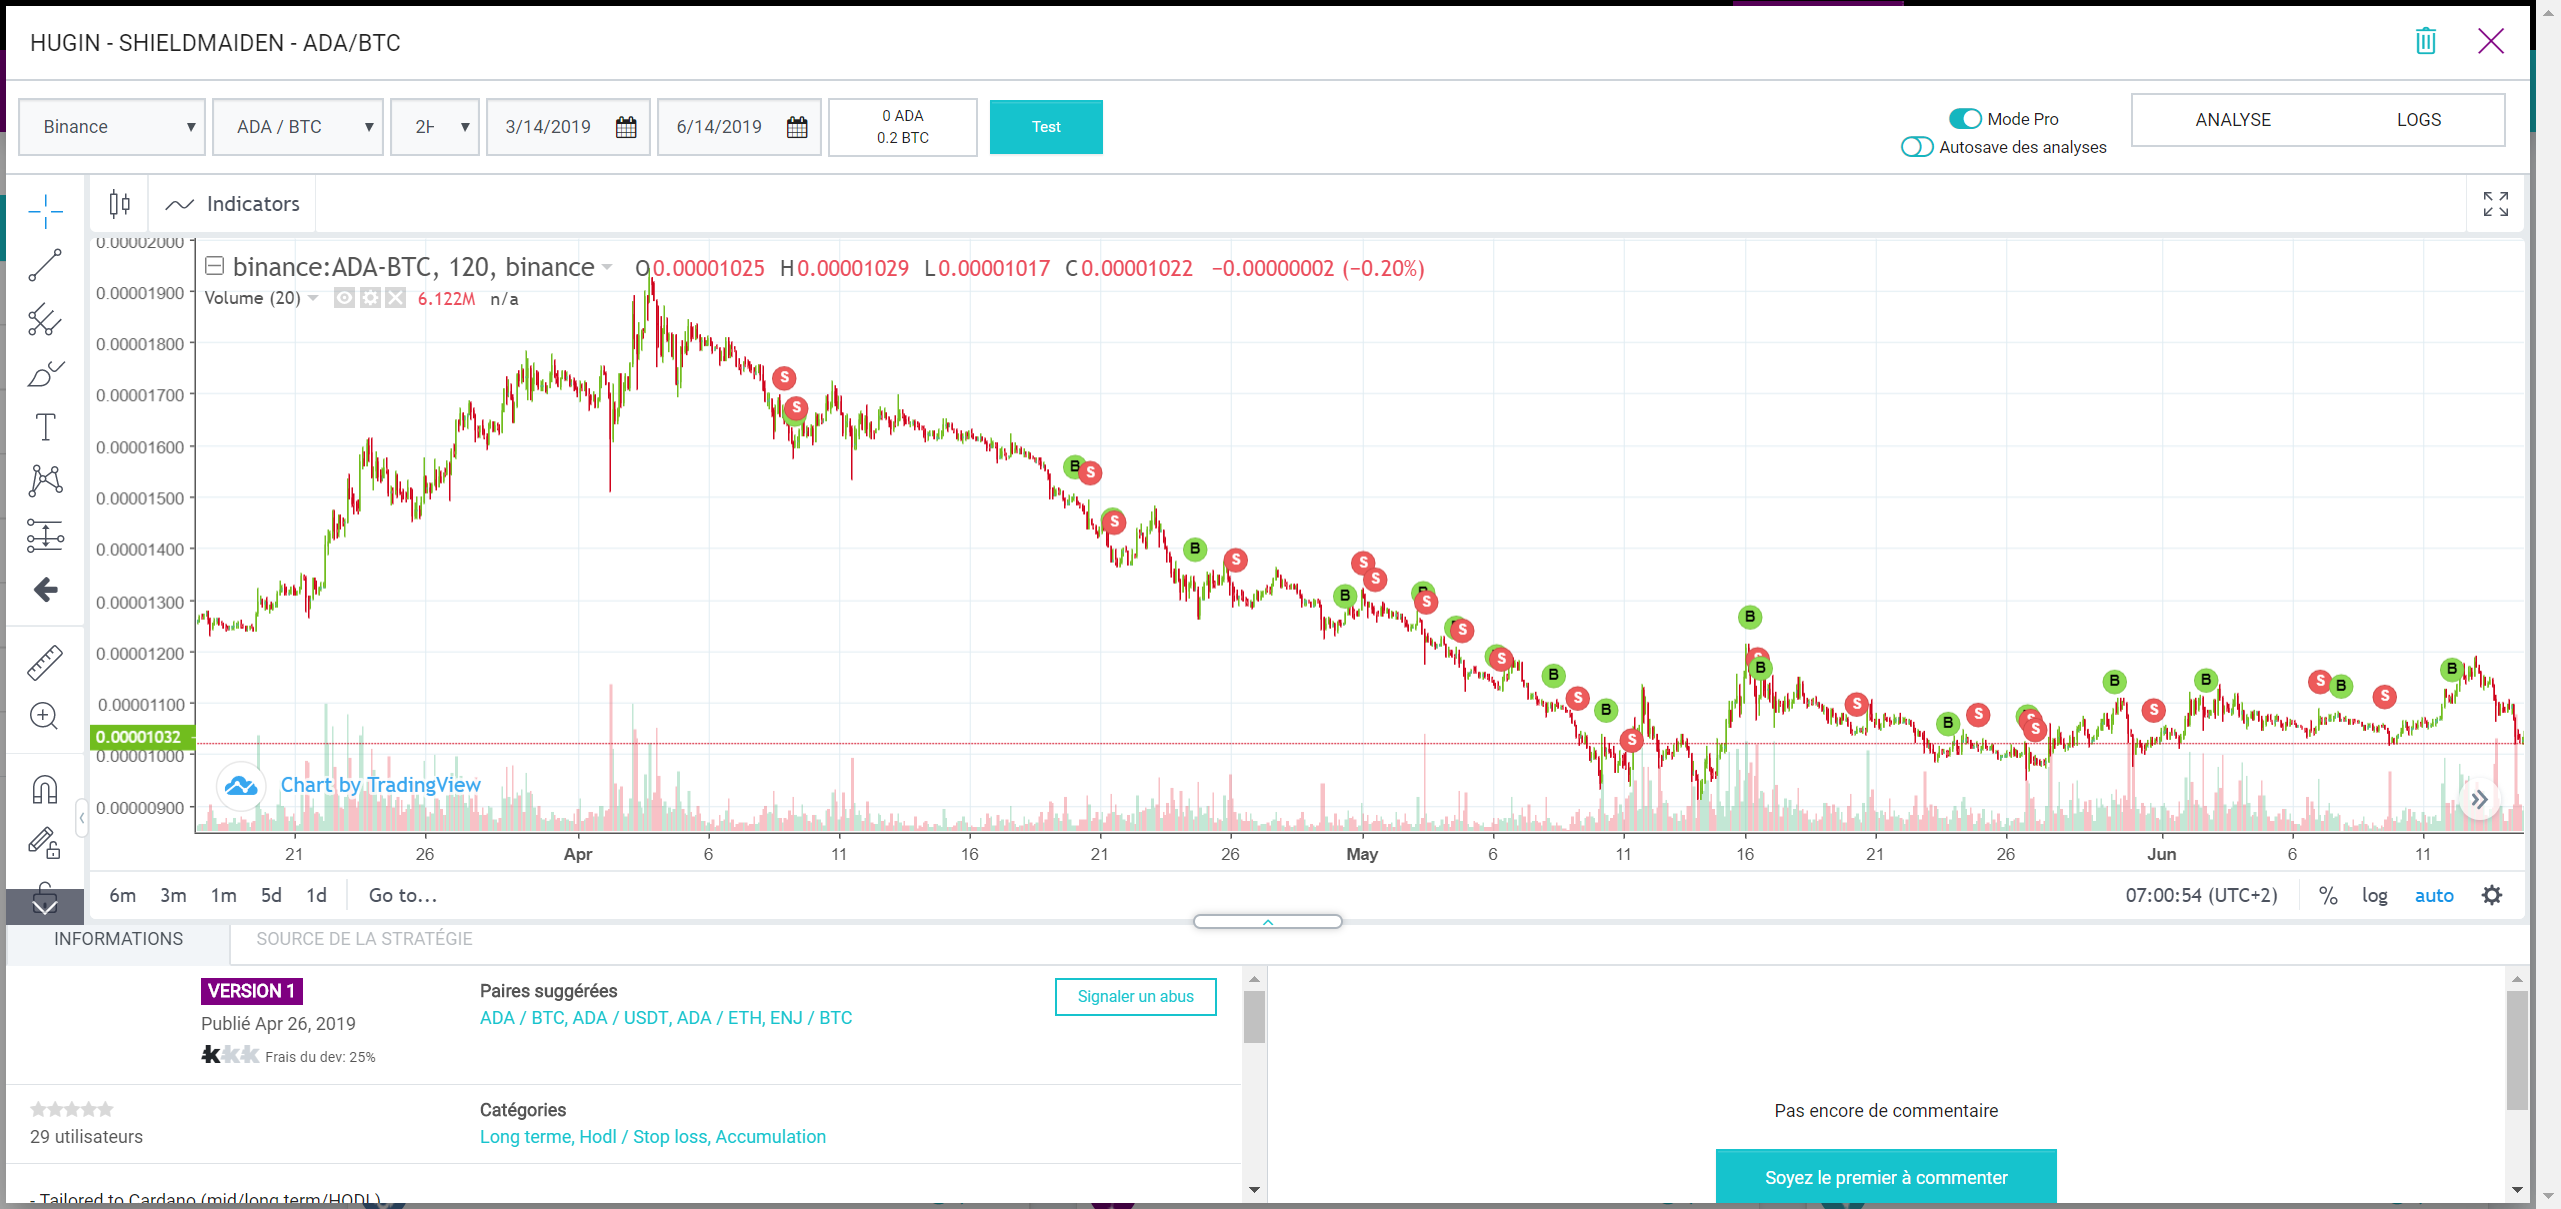 HUGIN - SHIELDMAIDEN - ADA/BTC
Binance
ADA / BTC
3/14/2019
6/14/2019
0 ADA
0.2 BTC
Test
Mode Pro
Autosave des analyses
ANALYSE
LOGS
Indicators
binance:ADA-BTC, 120, binance
O0.00001025 H0.00001029 L0.00001017 C0.00001022 −0.00000002 (−0.20%)
Volume (20) 6.122M n/a
0.00002000
0.00001900
0.00001800
0.00001700
0.00001600
0.00001500
0.00001400
0.00001300
0.00001200
0.00001100
0.00001032
0.00001000
0.00000900
S
S
B S
S
B
S
B
S
S
B
S
S
S
B
S
B
S
B
S
B
S
B
S
S
S
B
S
B
S
B
S
B
Chart by TradingView
21 26 Apr 6 11 16 21 26 May 6 11 16 21 26 Jun 6 11
6m 3m 1m 5d 1d Go to...
07:00:54 (UTC+2) % log auto
INFORMATIONS
SOURCE DE LA STRATÉGIE
VERSION 1
Publié Apr 26, 2019
Frais du dev: 25%
Paires suggérées
ADA / BTC, ADA / USDT, ADA / ETH, ENJ / BTC
Signaler un abus
29 utilisateurs
Catégories
Long terme, Hodl / Stop loss, Accumulation
- Tailored to Cardano (mid/long term/HODL)
Pas encore de commentaire
Soyez le premier à commenter